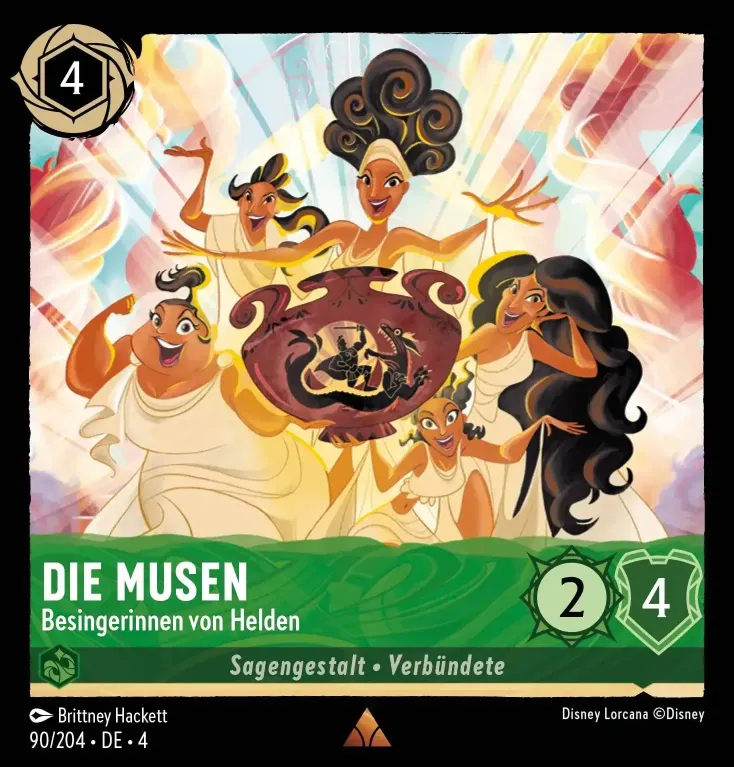 4
DIE MUSEN
Besingerinnen von Helden
2
4
Sagengestalt • Verbündete
Brittney Hackett
Disney Lorcana ©Disney
90/204 • DE • 4